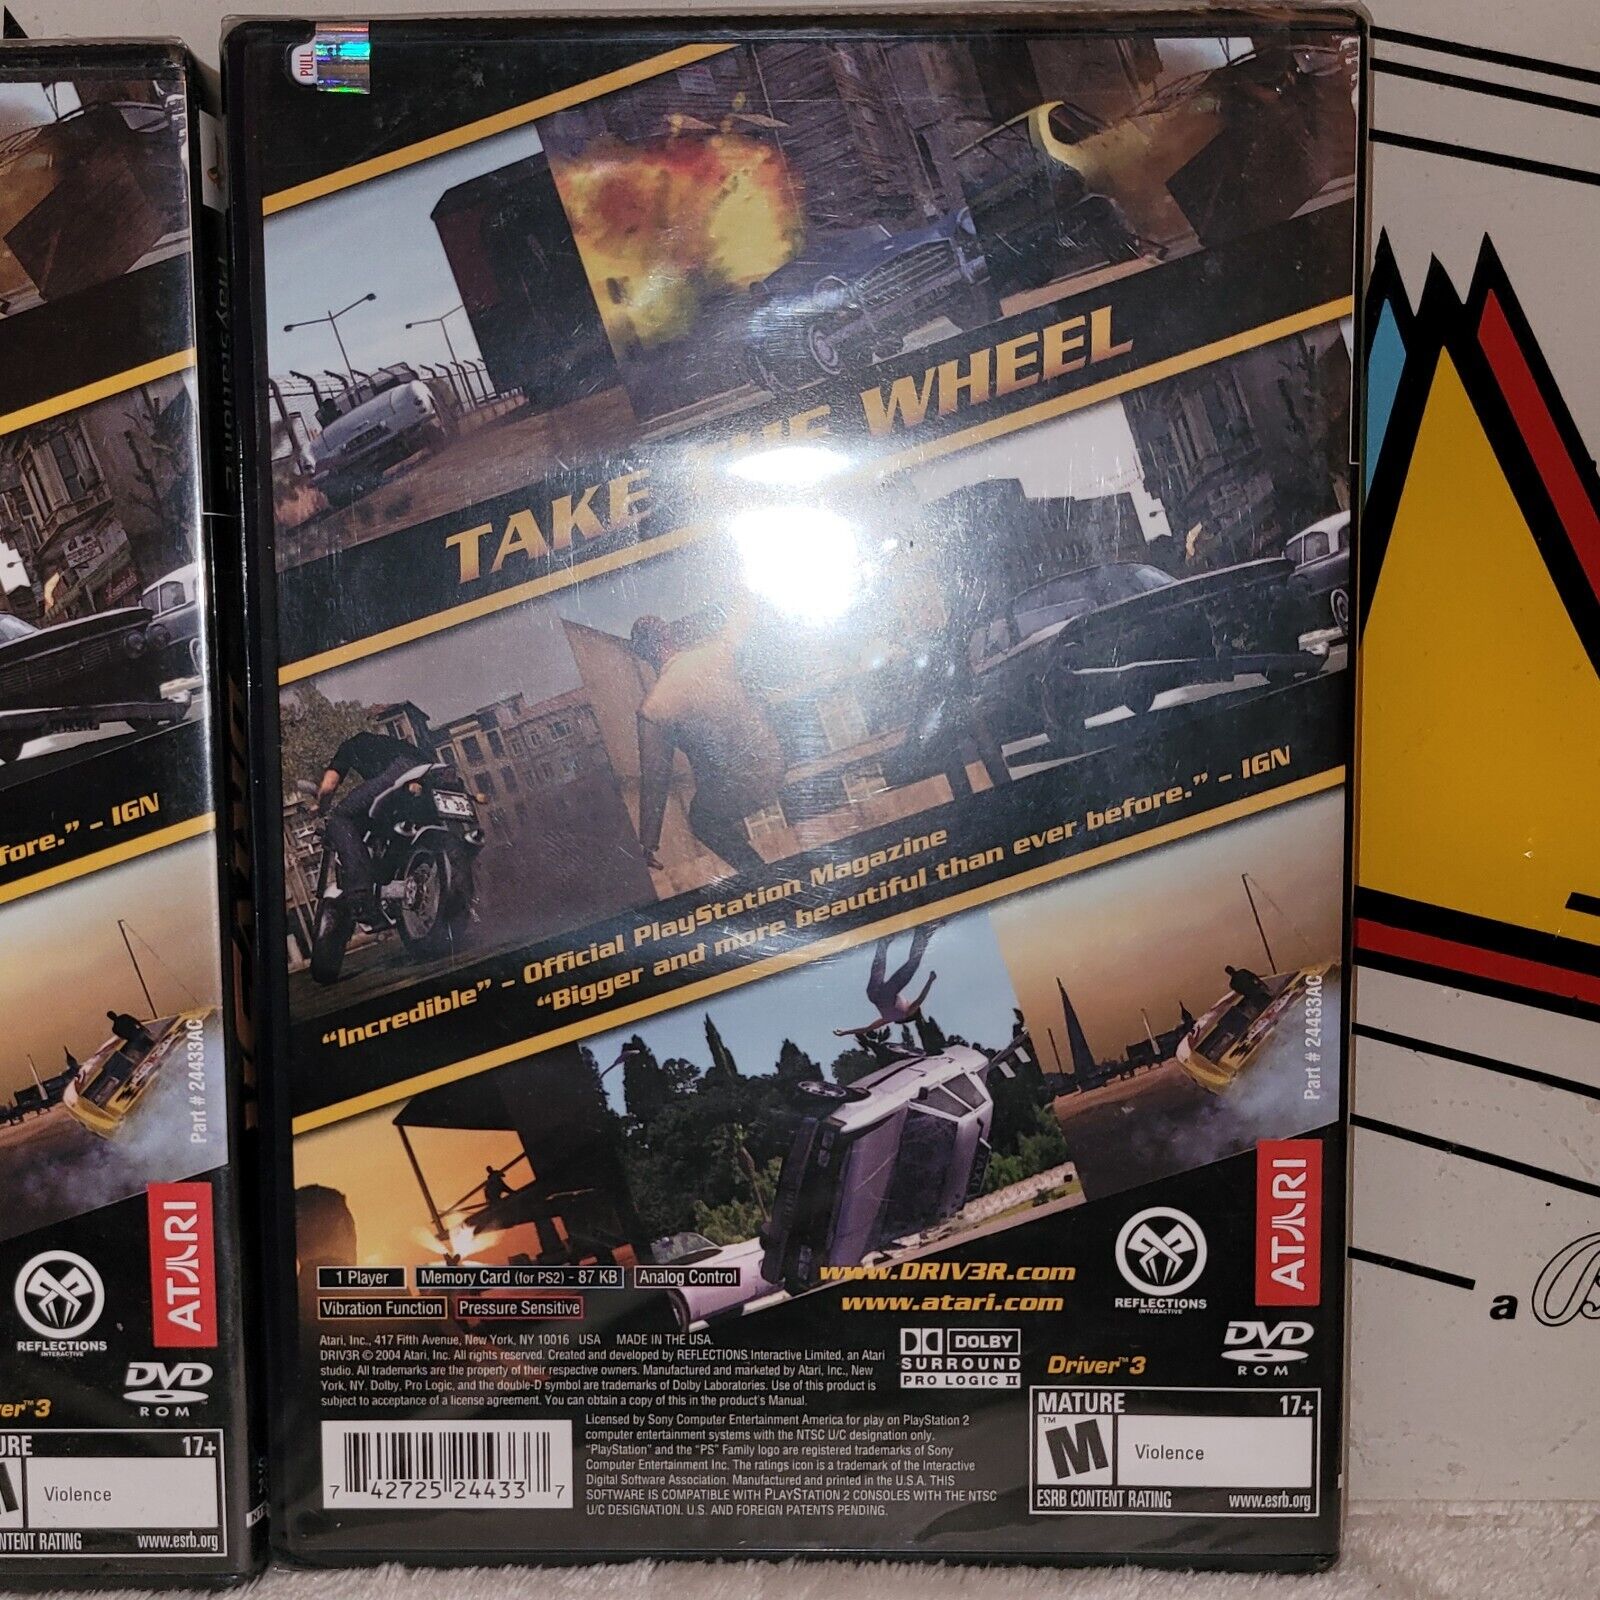 PULL
TAKE THE WHEEL
"Incredible" - Official PlayStation Magazine
"Bigger and more beautiful than ever before." - IGN
Part # 24433AC
ATARI
1 Player
Memory Card (for PS2) - 87 KB
Analog Control
Vibration Function
Pressure Sensitive
www.DRIV3R.com
www.atari.com
REFLECTIONS
INTERACTIVE
Atari, Inc., 417 Fifth Avenue, New York, NY 10016 USA MADE IN THE USA.
DRIV3R © 2004 Atari, Inc. All rights reserved. Created and developed by REFLECTIONS Interactive Limited, an Atari
studio. All trademarks are the property of their respective owners. Manufactured and marketed by Atari, Inc., New
York, NY. Dolby, Pro Logic, and the double-D symbol are trademarks of Dolby Laboratories. Use of this product is
subject to acceptance of a license agreement. You can obtain a copy of this in the product's Manual.
DOLBY
SURROUND
PRO LOGIC II
Driver™3
DVD
ROM
Licensed by Sony Computer Entertainment America for play on PlayStation 2
computer entertainment systems with the NTSC U/C designation only.
"PlayStation" and the "PS" Family logo are registered trademarks of Sony
Computer Entertainment Inc. The ratings icon is a trademark of the Interactive
Digital Software Association. Manufactured and printed in the U.S.A. THIS
SOFTWARE IS COMPATIBLE WITH PLAYSTATION 2 CONSOLES WITH THE NTSC
U/C DESIGNATION. U.S. AND FOREIGN PATENTS PENDING.
7 42725 24433 7
MATURE 17+
M
™
Violence
ESRB CONTENT RATING www.esrb.org
PlayStation 2
fore." - IGN
Part # 24433AC
ATARI
REFLECTIONS
INTERACTIVE
DVD
ROM
er™3
URE 17+
Violence
NTENT RATING www.esrb.org
a